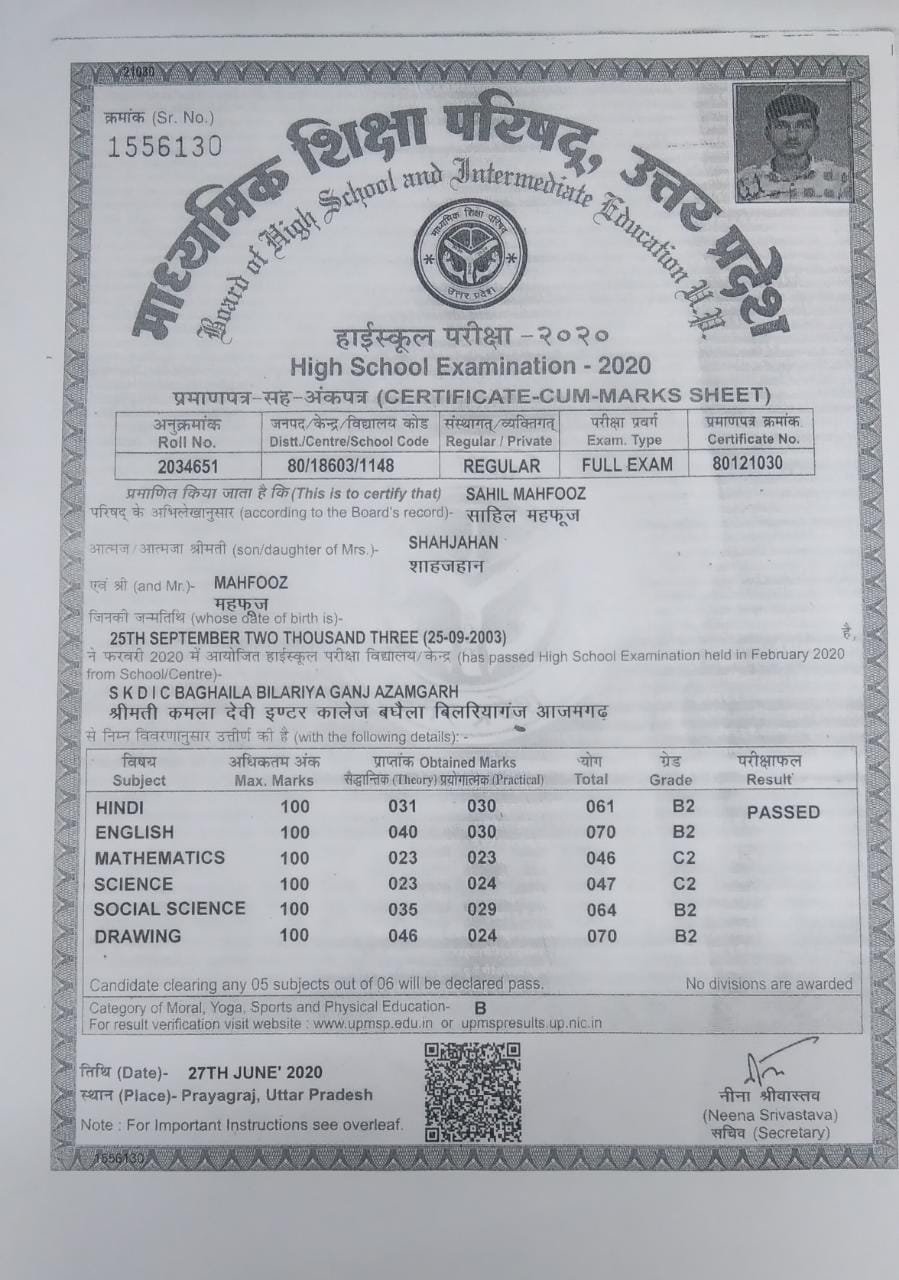 21080
क्रमांक (Sr. No.)
1556130
माध्यमिक शिक्षा परिषद्, उत्तर प्रदेश
Board of High School and Intermediate Education U.P.
माध्यमिक शिक्षा परिषद्
उत्तर प्रदेश
हाईस्कूल परीक्षा -२०२०
High School Examination - 2020
प्रमाणपत्र-सह-अंकपत्र (CERTIFICATE-CUM-MARKS SHEET)
अनुक्रमांक जनपद/केन्द्र/विद्यालय कोड संस्थागत्/व्यक्तिगत् परीक्षा प्रवर्ग प्रमाणपत्र क्रमांक
Roll No. Distt./Centre/School Code Regular / Private Exam. Type Certificate No.
2034651 80/18603/1148 REGULAR FULL EXAM 80121030
प्रमाणित किया जाता है कि (This is to certify that) SAHIL MAHFOOZ
परिषद् के अभिलेखानुसार (according to the Board's record)- साहिल महफूज
आत्मज/आत्मजा श्रीमती (son/daughter of Mrs.)- SHAHJAHAN
शाहजहान
एवं श्री (and Mr.)- MAHFOOZ
महफूज
जिनकी जन्मतिथि (whose date of birth is)-
25TH SEPTEMBER TWO THOUSAND THREE (25-09-2003) है,
ने फरवरी 2020 में आयोजित हाईस्कूल परीक्षा विद्यालय/केन्द्र (has passed High School Examination held in February 2020
from School/Centre)-
S K D I C BAGHAILA BILARIYA GANJ AZAMGARH
श्रीमती कमला देवी इण्टर कालेज बघैला बिलरियागंज आजमगढ़
से निम्न विवरणानुसार उत्तीर्ण की है (with the following details): -
विषय अधिकतम अंक प्राप्तांक Obtained Marks योग ग्रेड परीक्षाफल
Subject Max. Marks सैद्धान्तिक (Theory) प्रयोगात्मक (Practical) Total Grade Result
HINDI 100 031 030 061 B2 PASSED
ENGLISH 100 040 030 070 B2
MATHEMATICS 100 023 023 046 C2
SCIENCE 100 023 024 047 C2
SOCIAL SCIENCE 100 035 029 064 B2
DRAWING 100 046 024 070 B2
Candidate clearing any 05 subjects out of 06 will be declared pass. No divisions are awarded
Category of Moral, Yoga, Sports and Physical Education- B
For result verification visit website : www.upmsp.edu.in or upmspresults.up.nic.in
तिथि (Date)- 27TH JUNE' 2020
स्थान (Place)- Prayagraj, Uttar Pradesh
Note : For Important Instructions see overleaf.
नीना श्रीवास्तव
(Neena Srivastava)
सचिव (Secretary)
1556130